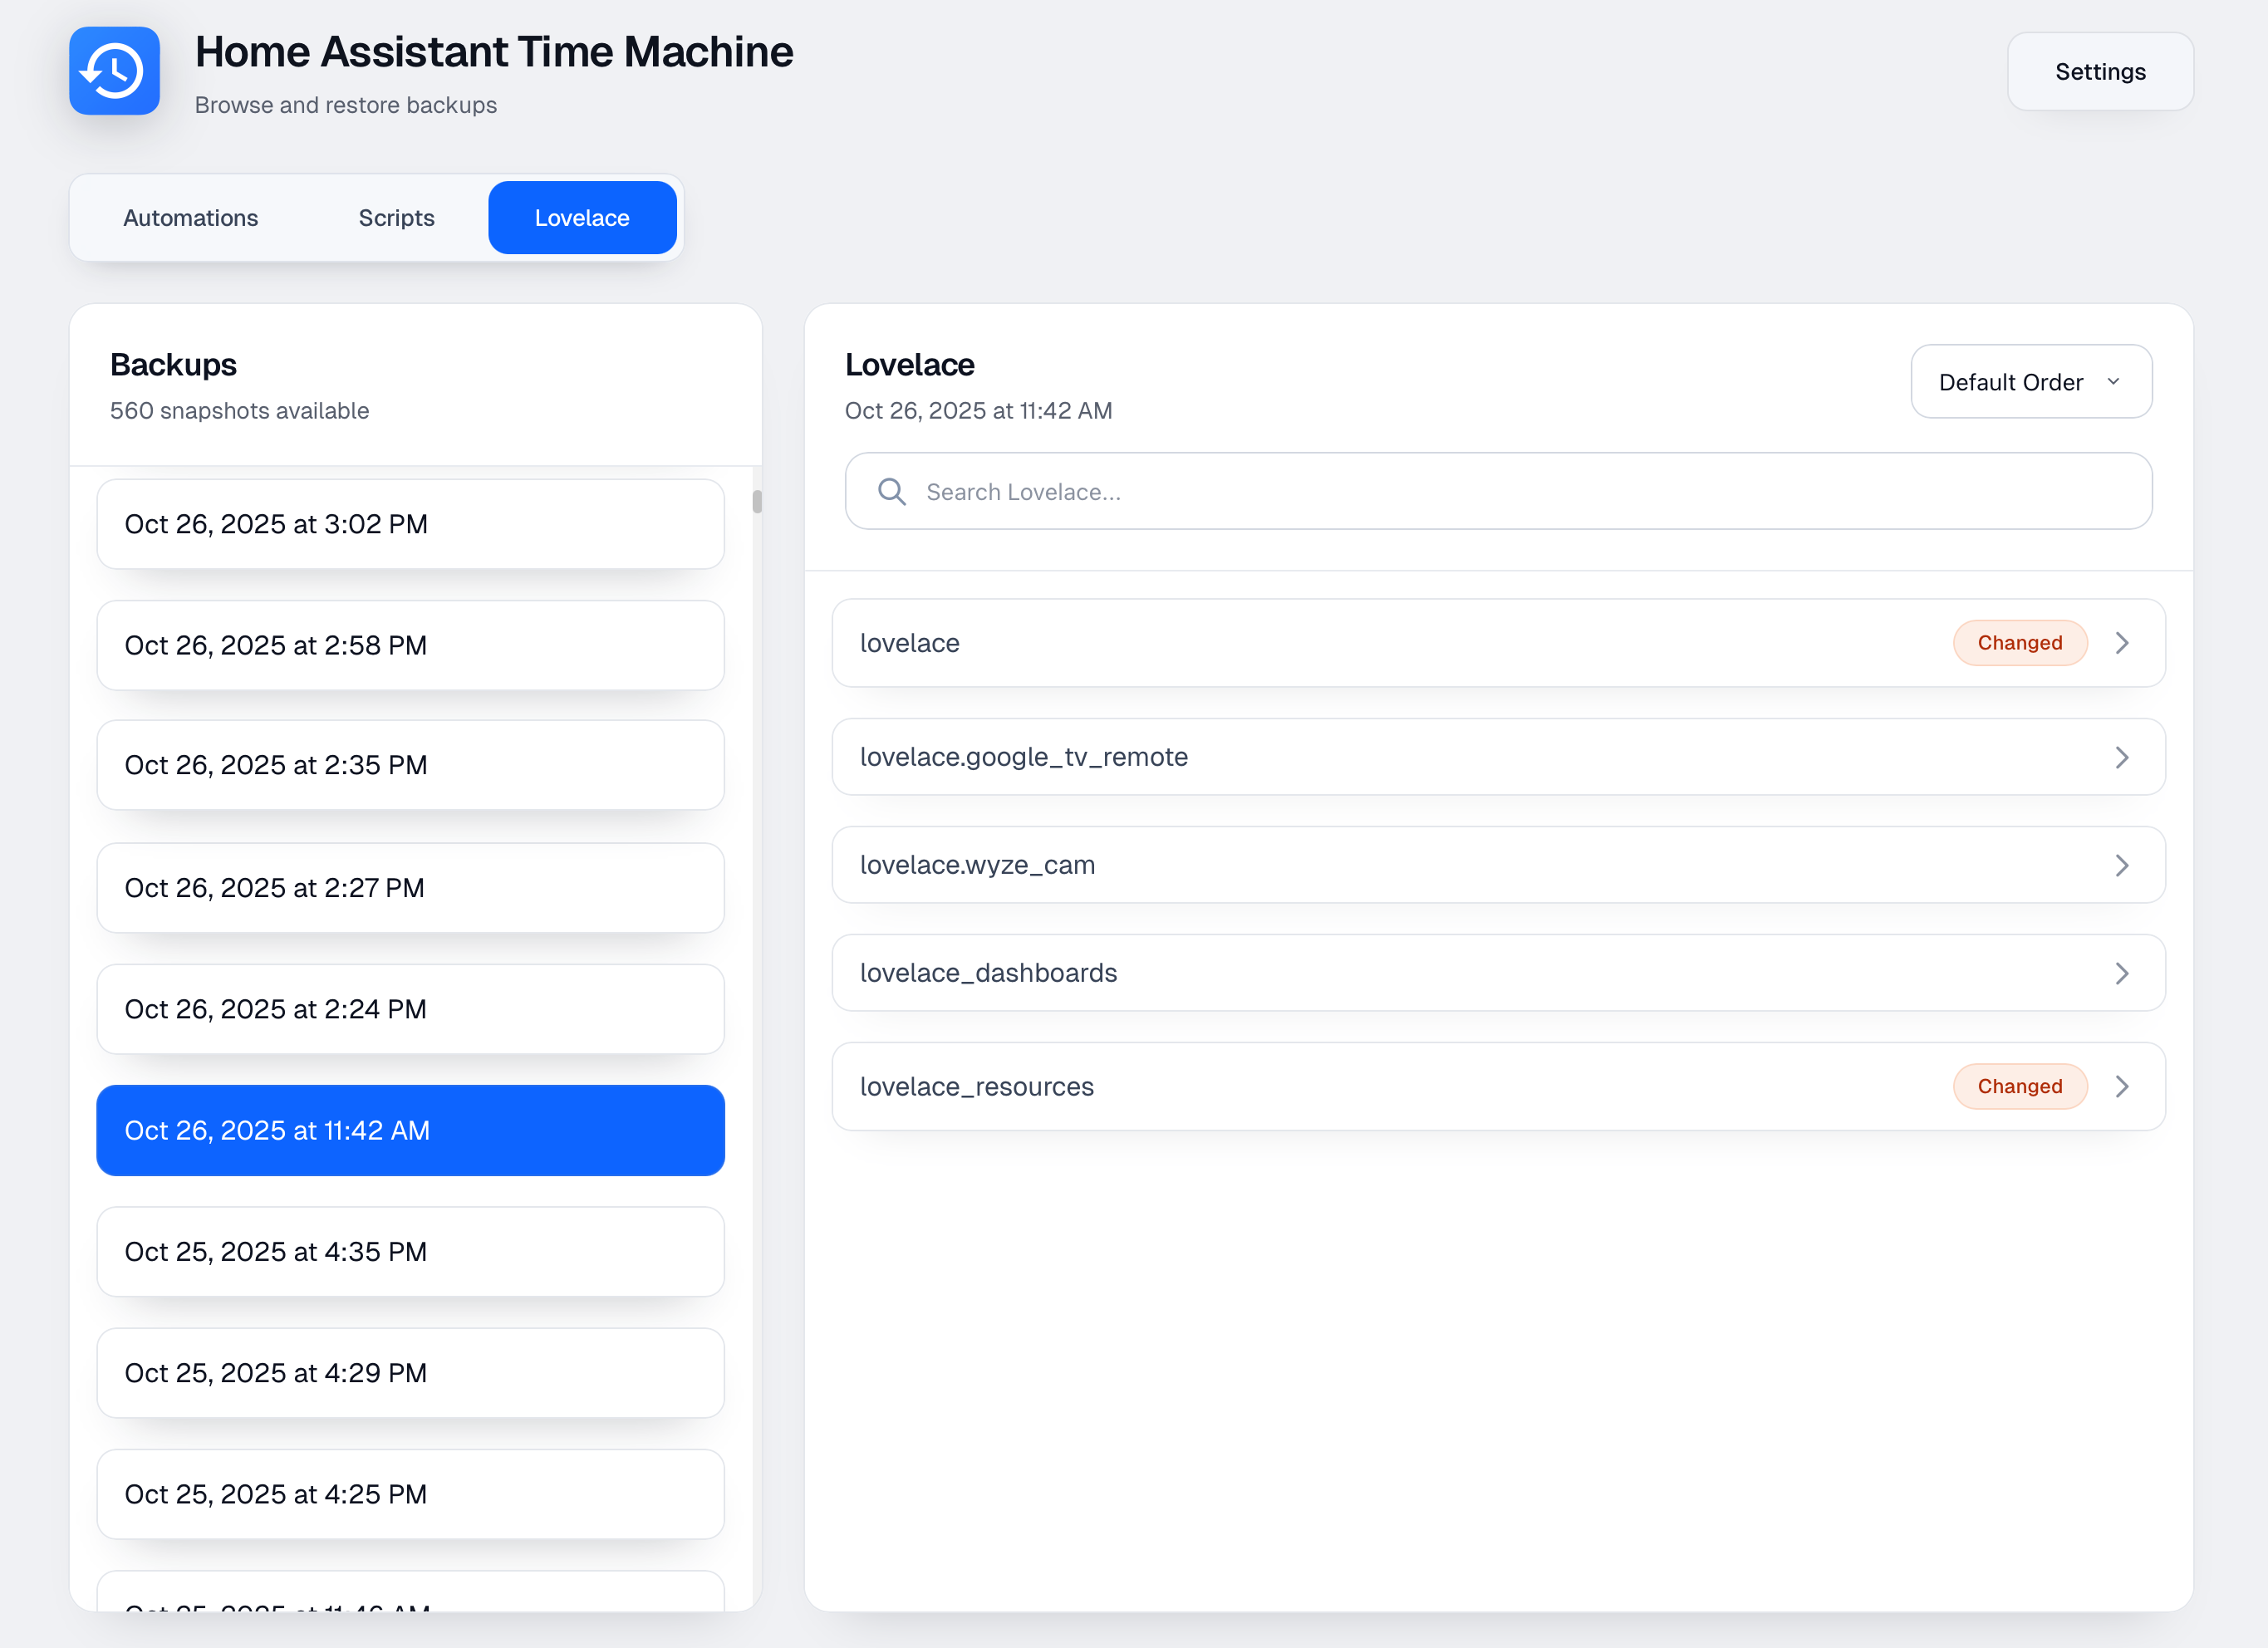 Home Assistant Time Machine
Browse and restore backups
Settings
Automations
Scripts
Lovelace
Backups
560 snapshots available
Oct 26, 2025 at 3:02 PM
Oct 26, 2025 at 2:58 PM
Oct 26, 2025 at 2:35 PM
Oct 26, 2025 at 2:27 PM
Oct 26, 2025 at 2:24 PM
Oct 26, 2025 at 11:42 AM
Oct 25, 2025 at 4:35 PM
Oct 25, 2025 at 4:29 PM
Oct 25, 2025 at 4:25 PM
Lovelace
Oct 26, 2025 at 11:42 AM
Default Order
Search Lovelace...
lovelace
Changed
lovelace.google_tv_remote
lovelace.wyze_cam
lovelace_dashboards
lovelace_resources
Changed